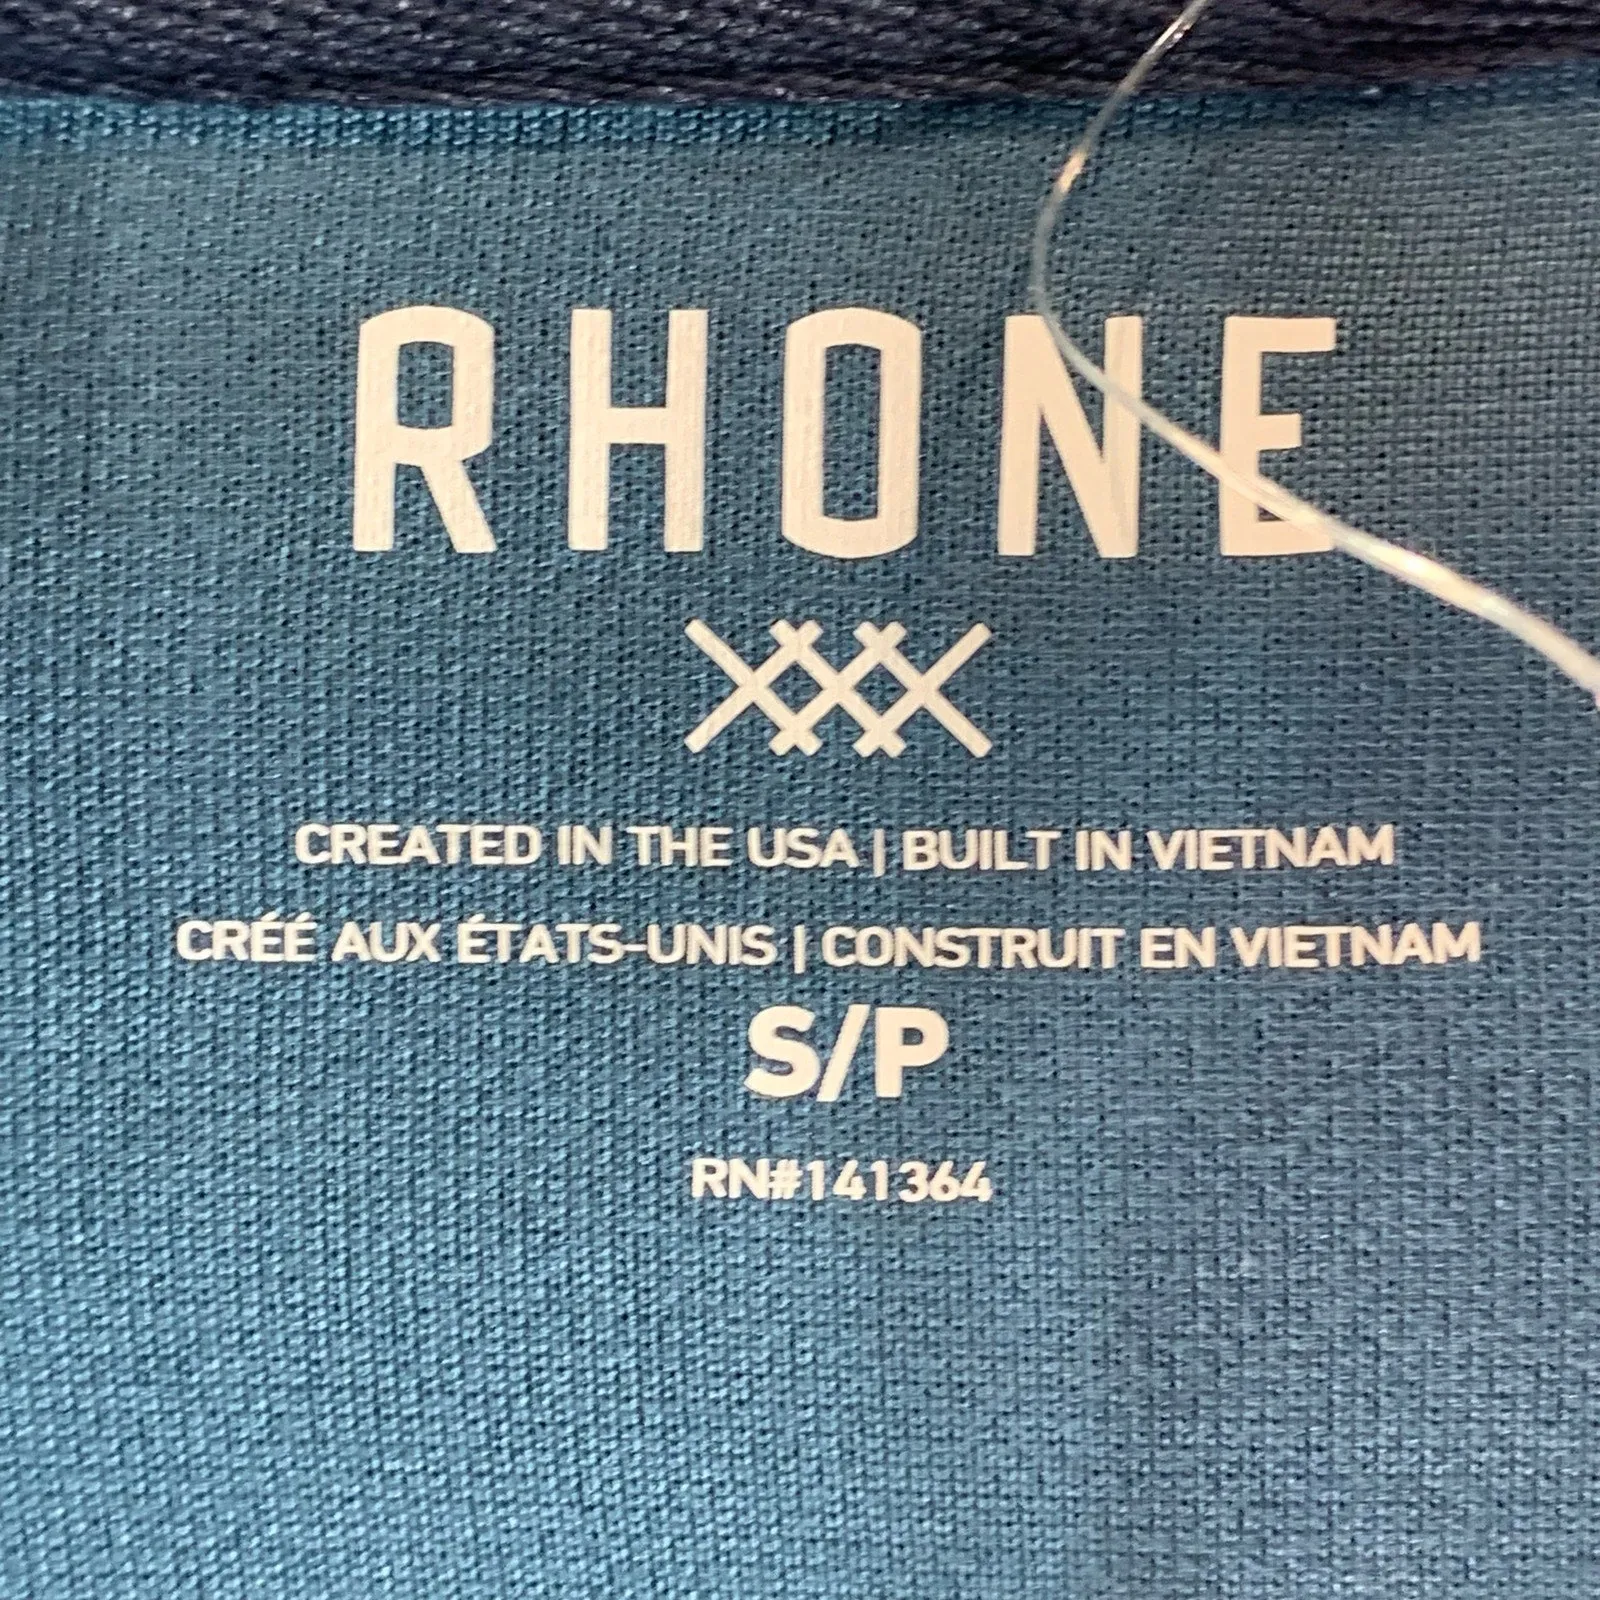 RHONE
CREATED IN THE USA | BUILT IN VIETNAM
CRÉÉ AUX ÉTATS-UNIS | CONSTRUIT EN VIETNAM
S/P
RN#141364